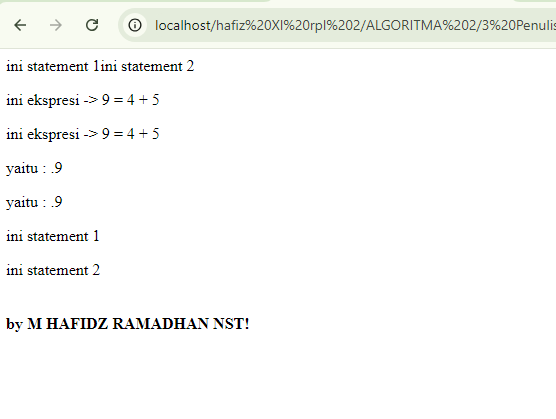 localhost/hafiz%20XI%20rpl%202/ALGORITMA%202/3%20Penulis
ini statement 1ini statement 2
ini ekspresi -> 9 = 4 + 5
ini ekspresi -> 9 = 4 + 5
yaitu : .9
yaitu : .9
ini statement 1
ini statement 2
by M HAFIDZ RAMADHAN NST!